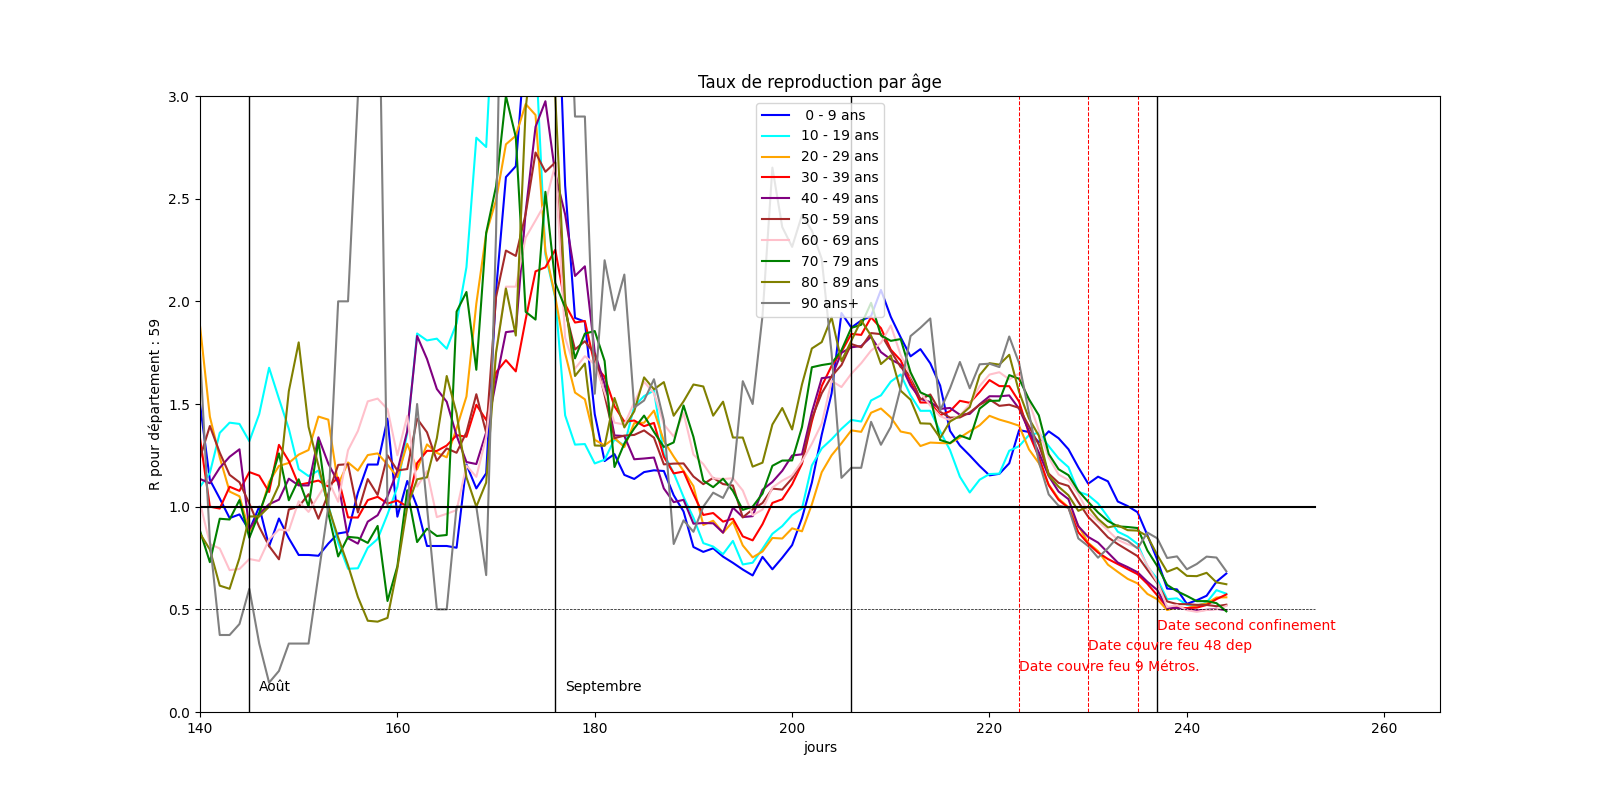 Taux de reproduction par âge
R pour département : 59
3.0
2.5
2.0
1.5
1.0
0.5
0.0
0 - 9 ans
10 - 19 ans
20 - 29 ans
30 - 39 ans
40 - 49 ans
50 - 59 ans
60 - 69 ans
70 - 79 ans
80 - 89 ans
90 ans+
Date second confinement
Date couvre feu 48 dep
Date couvre feu 9 Métros.
Août
Septembre
140 160 180 200 220 240 260
jours